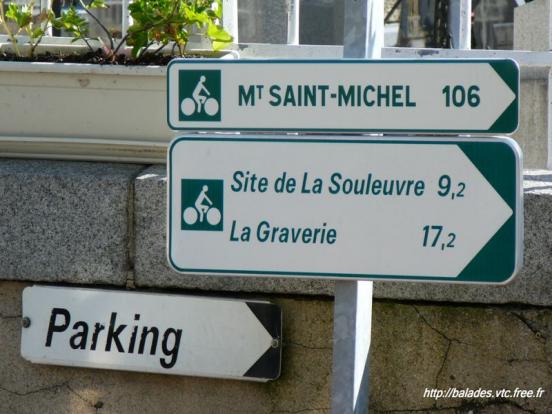 Mᵀ SAINT-MICHEL 106
Site de La Souleuvre 9,2
La Graverie 17,2
Parking
http://balades.vtc.free.fr